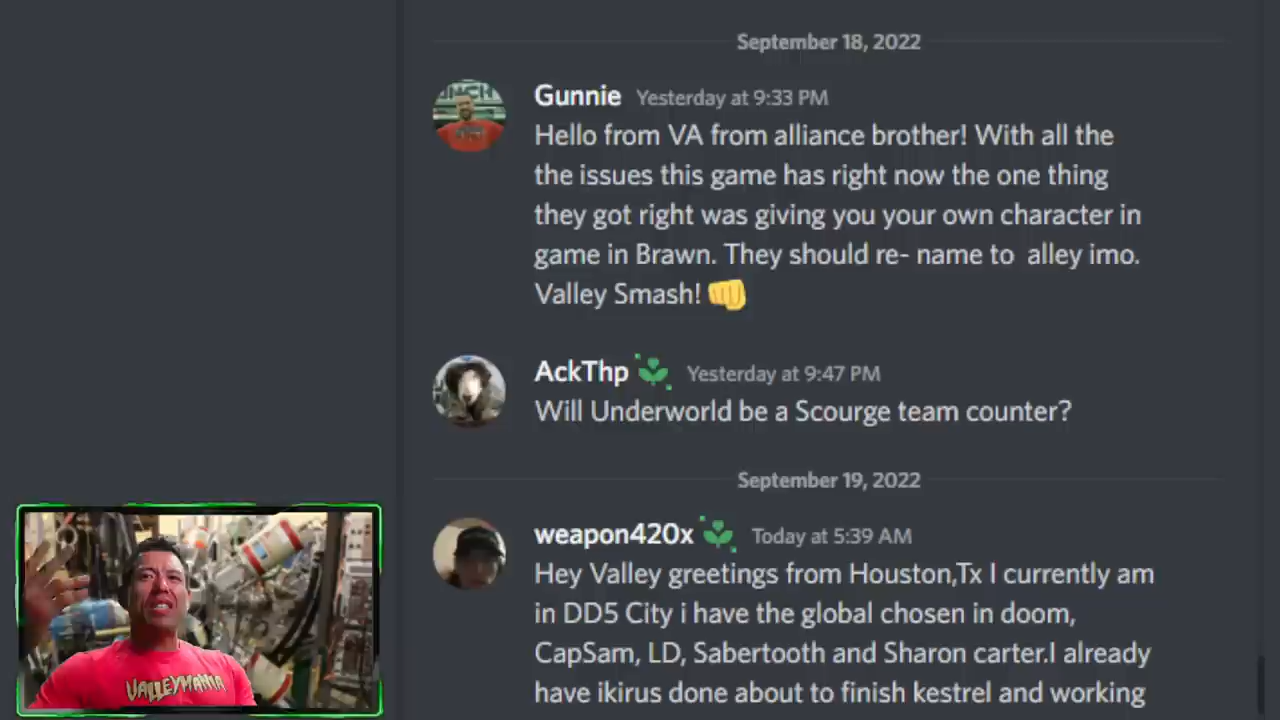 September 18, 2022
Gunnie Yesterday at 9:33 PM
Hello from VA from alliance brother! With all the
the issues this game has right now the one thing
they got right was giving you your own character in
game in Brawn. They should re- name to alley imo.
Valley Smash! 👊
AckThp Yesterday at 9:47 PM
Will Underworld be a Scourge team counter?
September 19, 2022
weapon420x Today at 5:39 AM
Hey Valley greetings from Houston,Tx I currently am
in DD5 City i have the global chosen in doom,
CapSam, LD, Sabertooth and Sharon carter.I already
have ikirus done about to finish kestrel and working
VALLEYMANIA